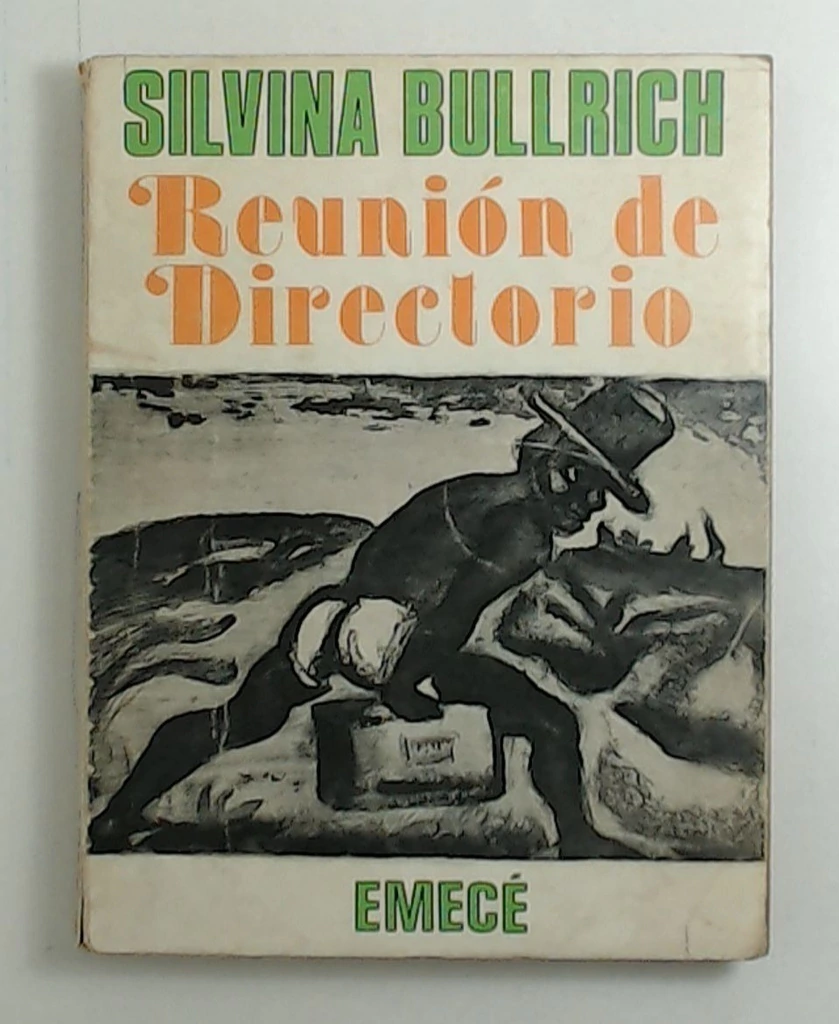 SILVINA BULLRICH
Reunión de
Directorio
EMECÉ